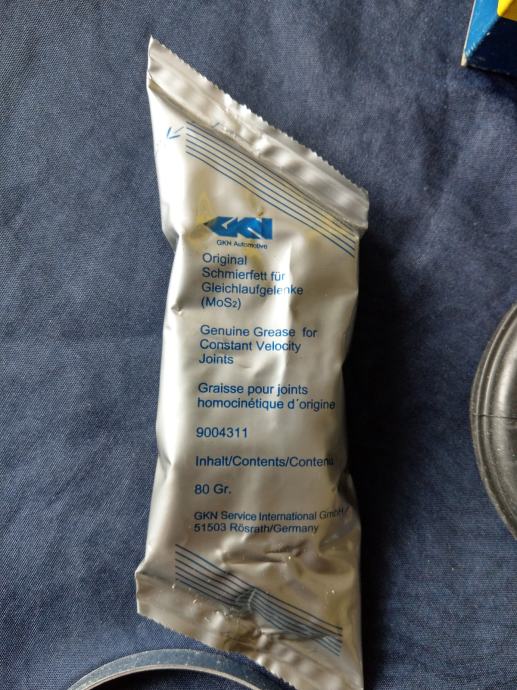 GKN
GKN Automotive
Original
Schmierfett für
Gleichlaufgelenke
(MoS₂)
Genuine Grease for
Constant Velocity
Joints
Graisse pour joints
homocinétique d´origine
9004311
Inhalt/Contents/Contenu
80 Gr.
GKN Service International GmbH/
51503 Rösrath/Germany